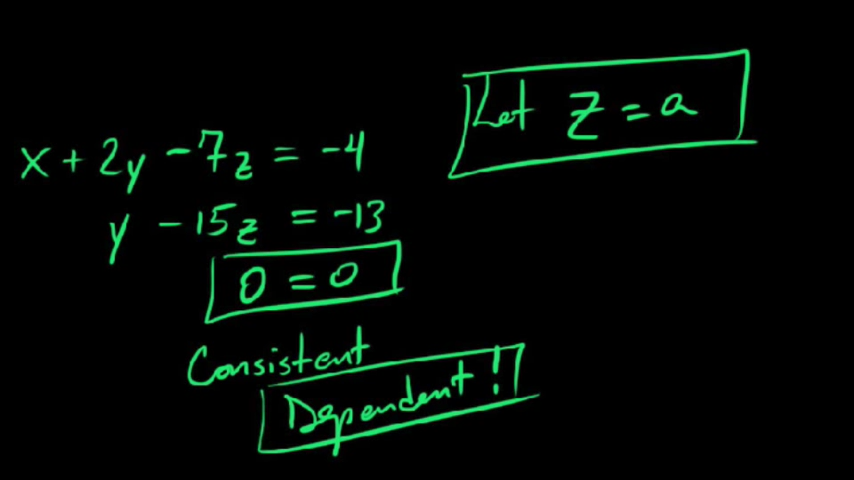 Let z = a
x + 2y - 7z = -4
y - 15z = -13
0 = 0
Consistent
Dependent!